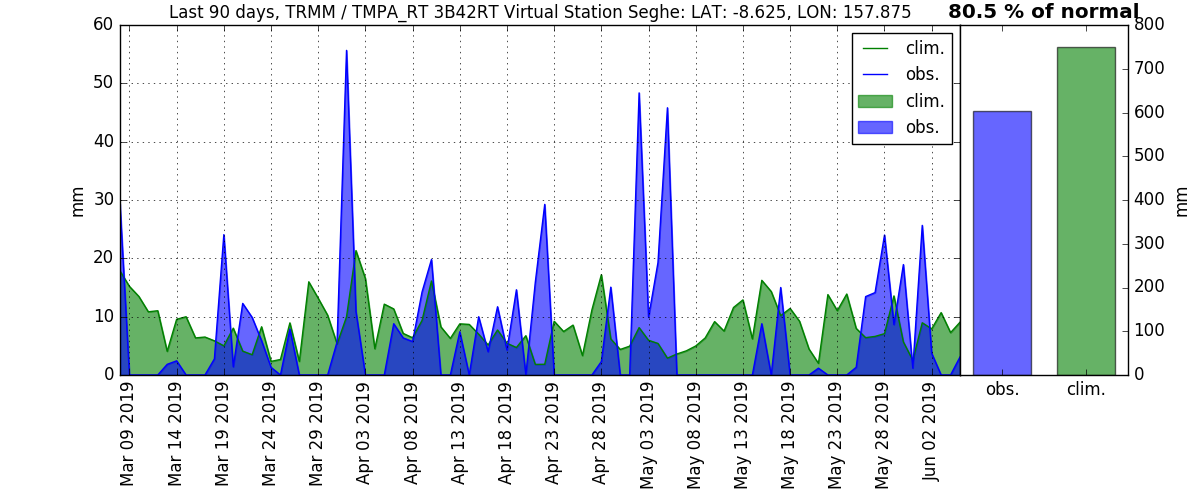 Last 90 days, TRMM / TMPA_RT 3B42RT Virtual Station Seghe: LAT: -8.625, LON: 157.875
80.5 % of normal
60
50
40
30
20
10
0
mm
clim.
obs.
clim.
obs.
800
700
600
500
400
300
200
100
0
mm
Mar 09 2019
Mar 14 2019
Mar 19 2019
Mar 24 2019
Mar 29 2019
Apr 03 2019
Apr 08 2019
Apr 13 2019
Apr 18 2019
Apr 23 2019
Apr 28 2019
May 03 2019
May 08 2019
May 13 2019
May 18 2019
May 23 2019
May 28 2019
Jun 02 2019
obs.
clim.